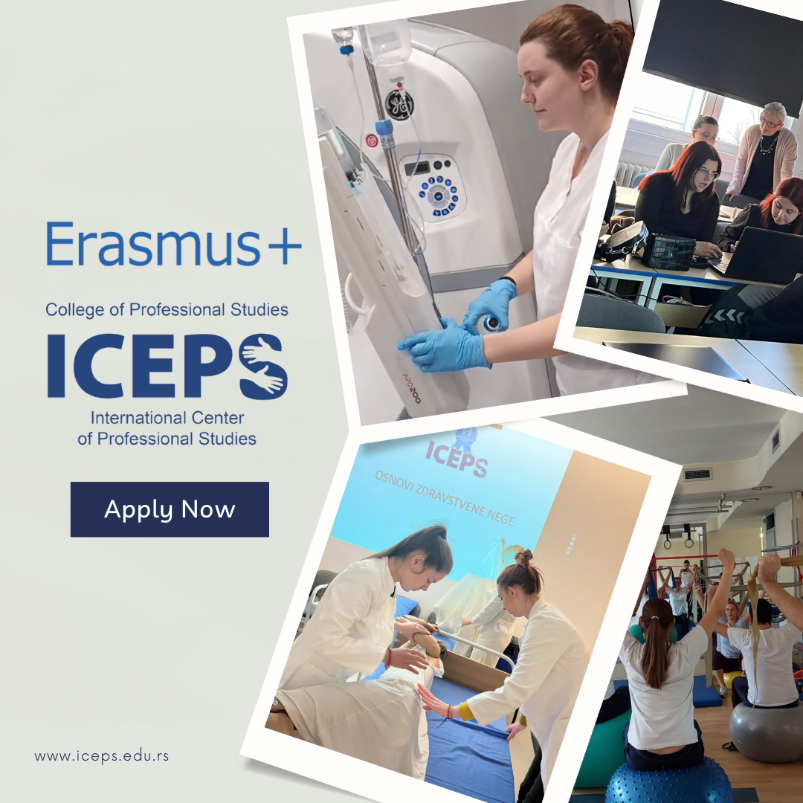 Erasmus+
College of Professional Studies
ICEPS
International Center
of Professional Studies
Apply Now
www.iceps.edu.rs
GE
ICEPS
OSNOVI ZDRAVSTVENE NEGE